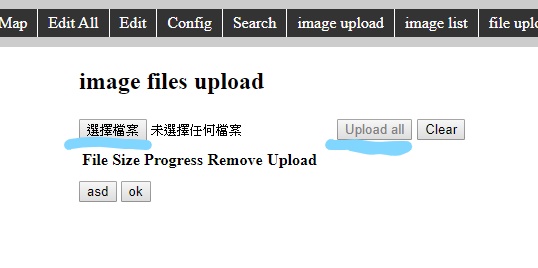 Map Edit All Edit Config Search image upload image list file uplo
image files upload
選擇檔案 未選擇任何檔案 Upload all Clear
File Size Progress Remove Upload
asd ok